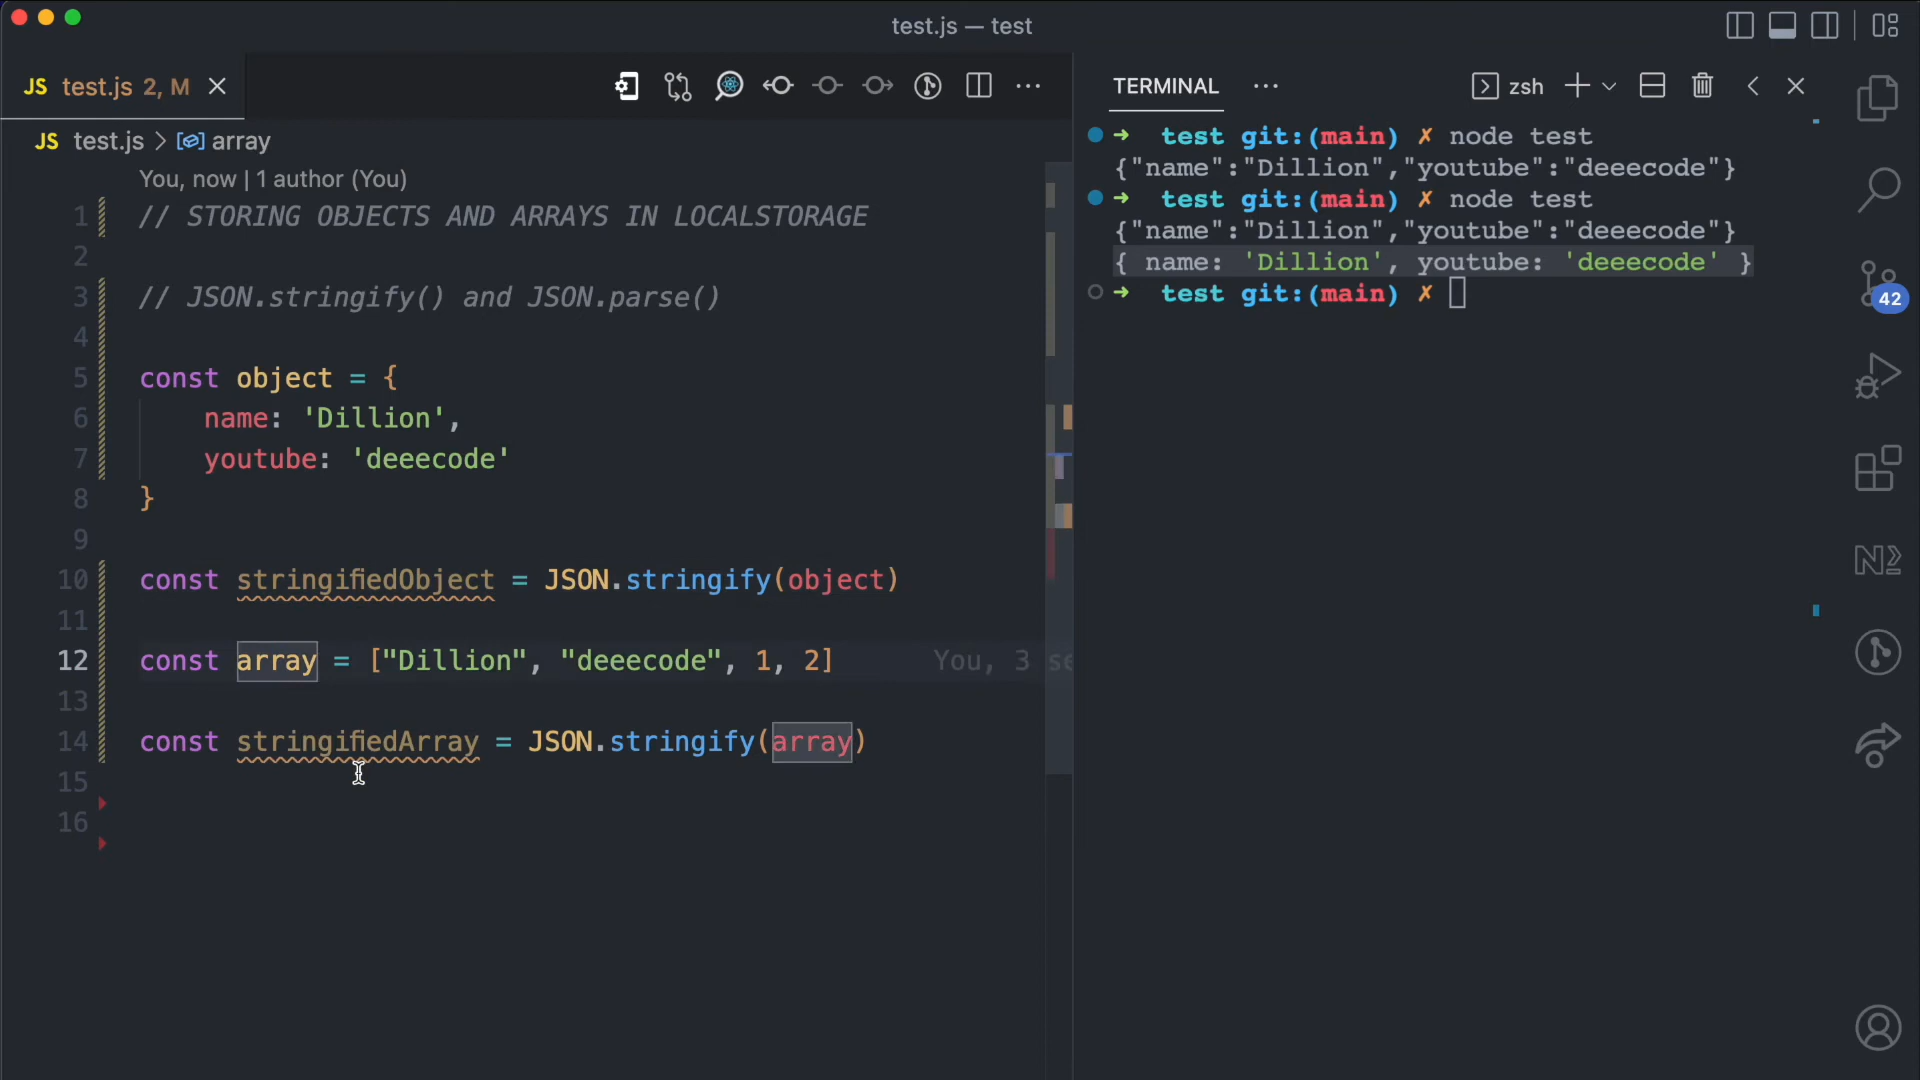 test.js — test
JS test.js 2, M
TERMINAL
zsh
JS test.js > array
You, now | 1 author (You)
1 // STORING OBJECTS AND ARRAYS IN LOCALSTORAGE
2
3 // JSON.stringify() and JSON.parse()
4
5 const object = {
6 name: 'Dillion',
7 youtube: 'deeecode'
8 }
9
10 const stringifiedObject = JSON.stringify(object)
11
12 const array = ["Dillion", "deeecode", 1, 2] You, 3 se
13
14 const stringifiedArray = JSON.stringify(array)
15
16
➜ test git:(main) ✗ node test
{"name":"Dillion","youtube":"deeecode"}
➜ test git:(main) ✗ node test
{"name":"Dillion","youtube":"deeecode"}
{ name: 'Dillion', youtube: 'deeecode' }
➜ test git:(main) ✗
42